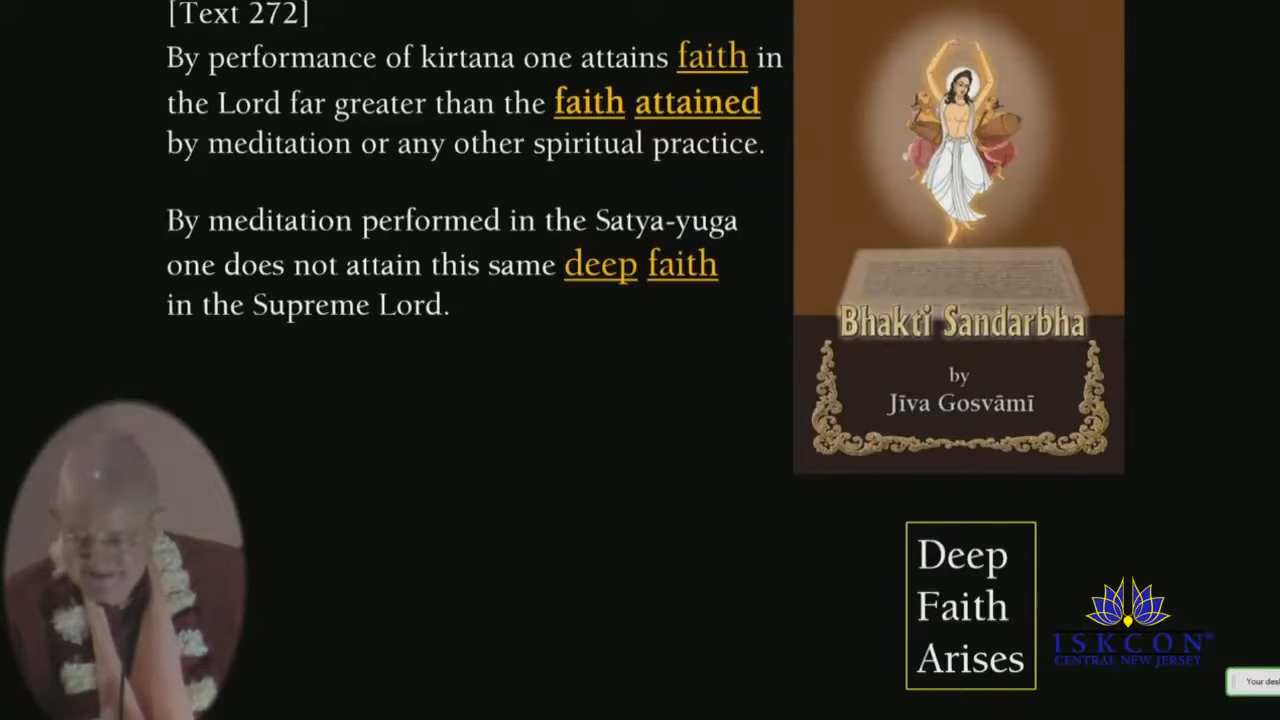 [Text 272]
By performance of kirtana one attains faith in
the Lord far greater than the faith attained
by meditation or any other spiritual practice.
By meditation performed in the Satya-yuga
one does not attain this same deep faith
in the Supreme Lord.
Bhakti Sandarbha
by
Jīva Gosvāmī
Deep
Faith
Arises
ISKCON®
CENTRAL NEW JERSEY